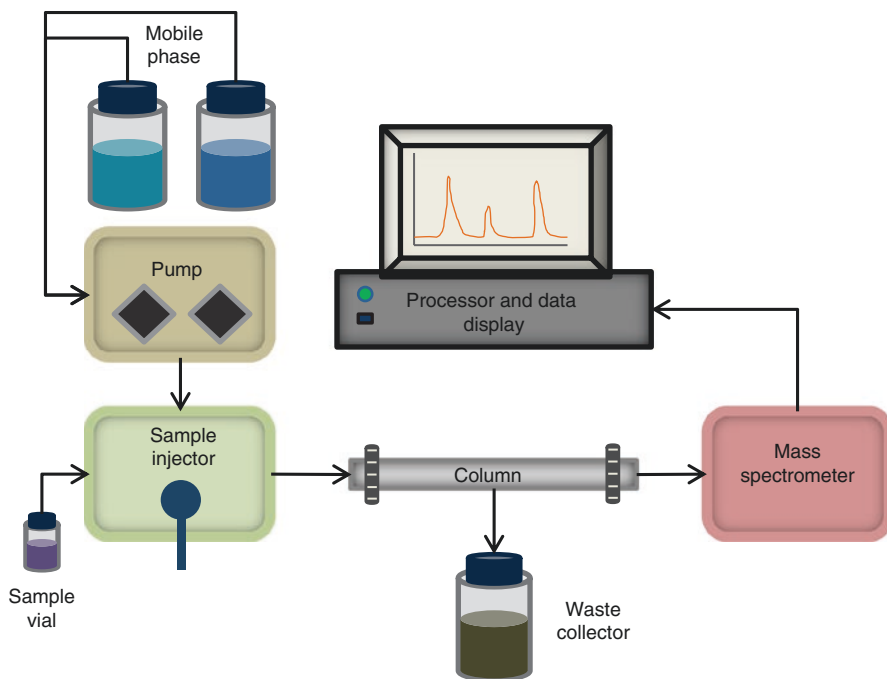 Mobile
phase
Pump
Processor and data
display
Sample
injector
Column
Mass
spectrometer
Sample
vial
Waste
collector